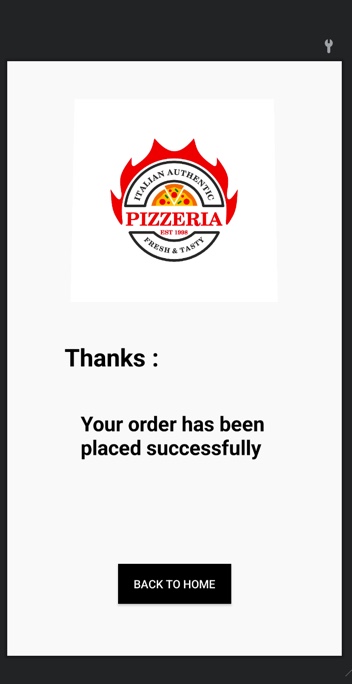 ITALIAN AUTHENTIC
PIZZERIA
EST 1998
FRESH & TASTY
Thanks :
Your order has been
placed successfully
BACK TO HOME